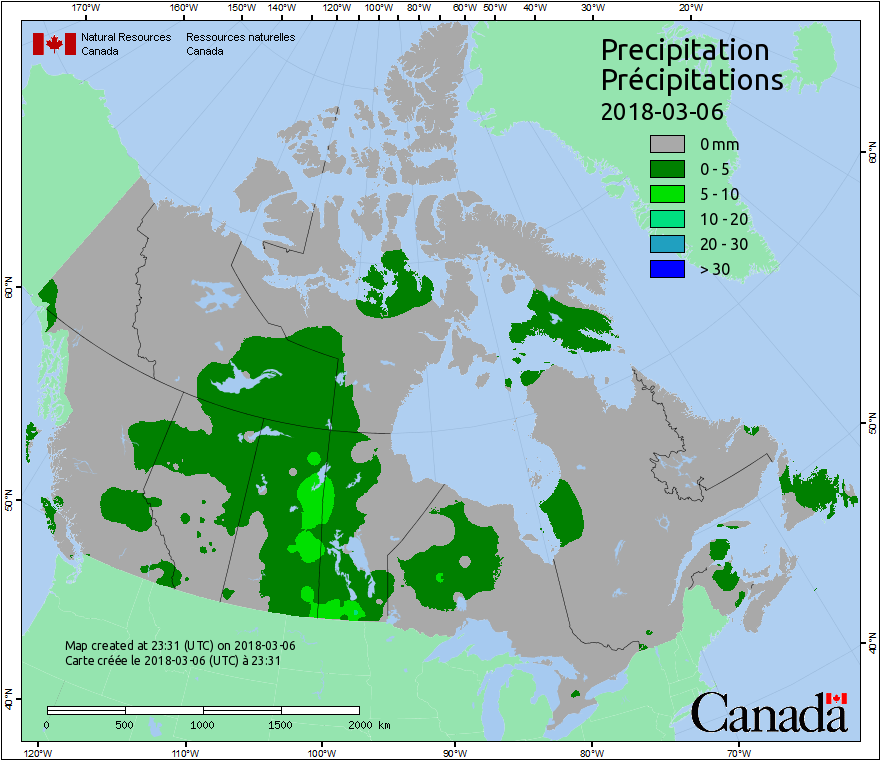 170°W 160°W 150°W 140°W 130°W 120°W 110°W 100°W 90°W 80°W 70°W 60°W 50°W 40°W 30°W 20°W
Natural Resources Ressources naturelles
Canada Canada
Precipitation
Précipitations
2018-03-06
0 mm
0 - 5
5 - 10
10 - 20
20 - 30
> 30
60°N
60°N
50°N
50°N
40°N
40°N
Map created at 23:31 (UTC) on 2018-03-06
Carte créée le 2018-03-06 (UTC) à 23:31
0 500 1000 1500 2000 km
Canada
120°W 110°W 100°W 90°W 80°W 70°W